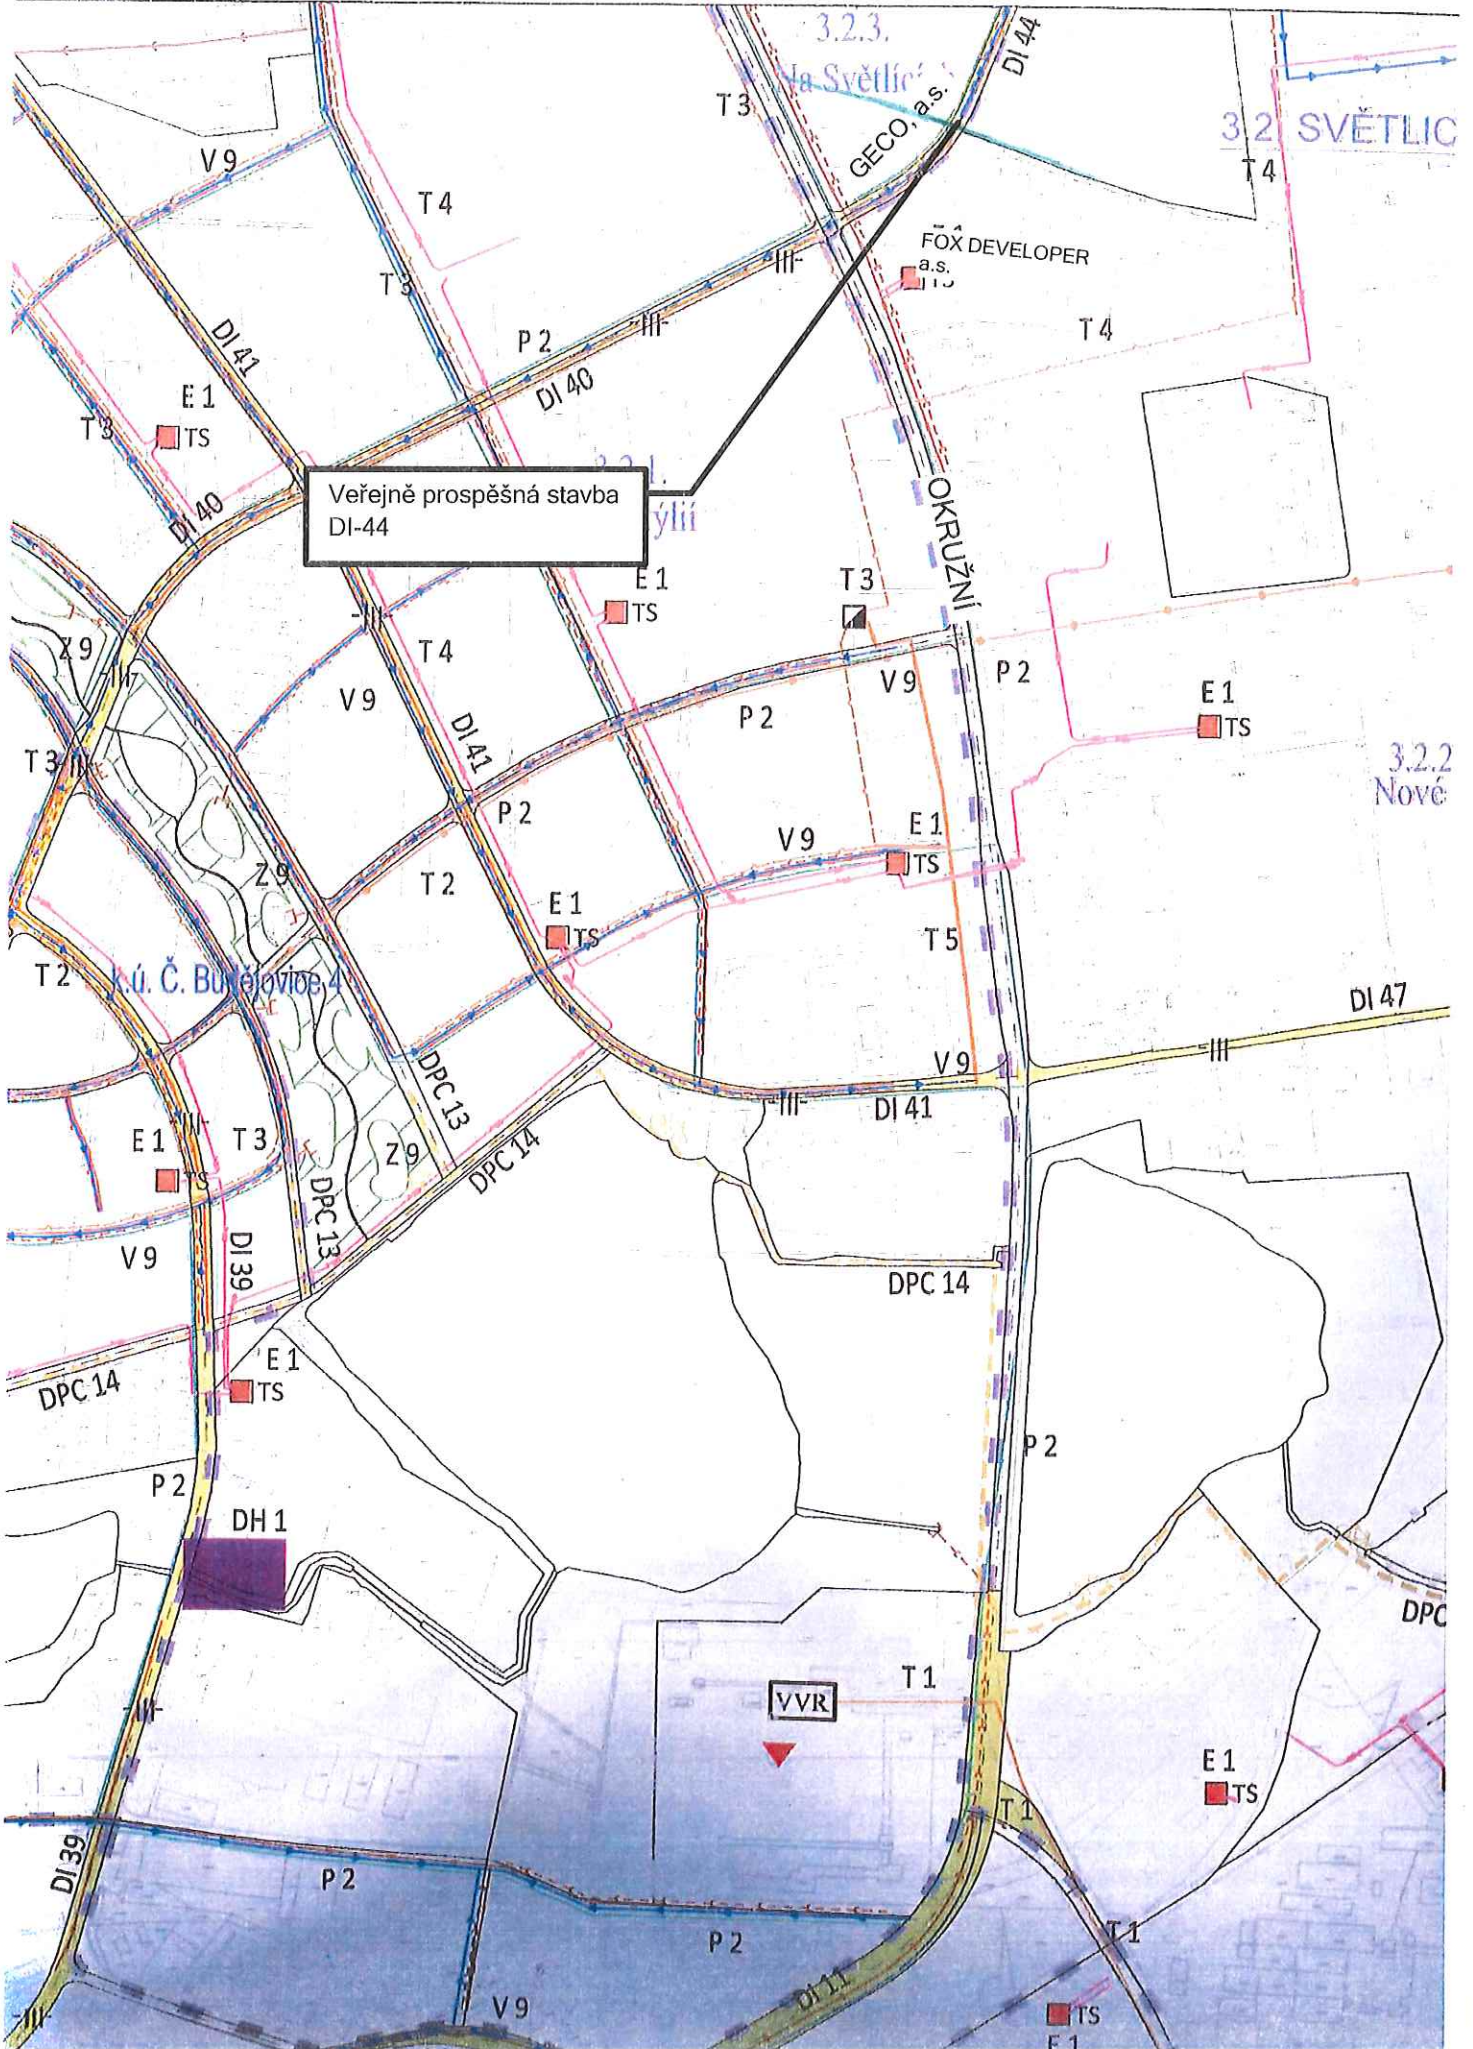 3.2.3.
DI 44
T 3
GECO, a.s.
3.2 SVĚTLIC
V 9
T 4
T 4
FOX DEVELOPER
a.s.
-III-
T 3
DI 41
P 2
-III-
T 4
DI 40
E 1
T 3
TS
DI 40
Veřejně prospěšná stavba
DI-44
ýlií
OKRUŽNÍ
E 1
TS
T 3
-III-
Z 9
T 4
V 9
P 2
V 9
P 2
E 1
TS
DI 41
T 3
3.2.2
Nové
P 2
V 9
E 1
TS
Z 9
T 2
E 1
TS
T 5
T 2
k.ú. Č. Budějovice 4
DI 47
-III-
V 9
DPC 13
-III-
DI 41
-III-
E 1
T 3
Z 9
DPC 14
TS
DPC 13
V 9
DI 39
DPC 14
E 1
TS
DPC 14
P 2
P 2
DH 1
DPC
T 1
VVR
-III-
E 1
TS
T 1
DI 39
P 2
P 2
T 1
DI 11
V 9
-III-
TS
E 1